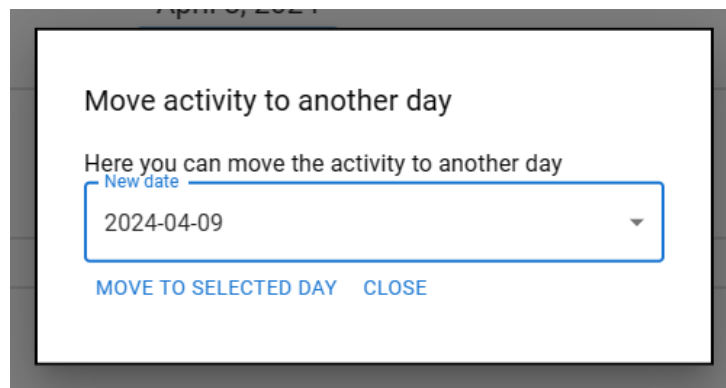 Move activity to another day
Here you can move the activity to another day
New date
2024-04-09
MOVE TO SELECTED DAY CLOSE